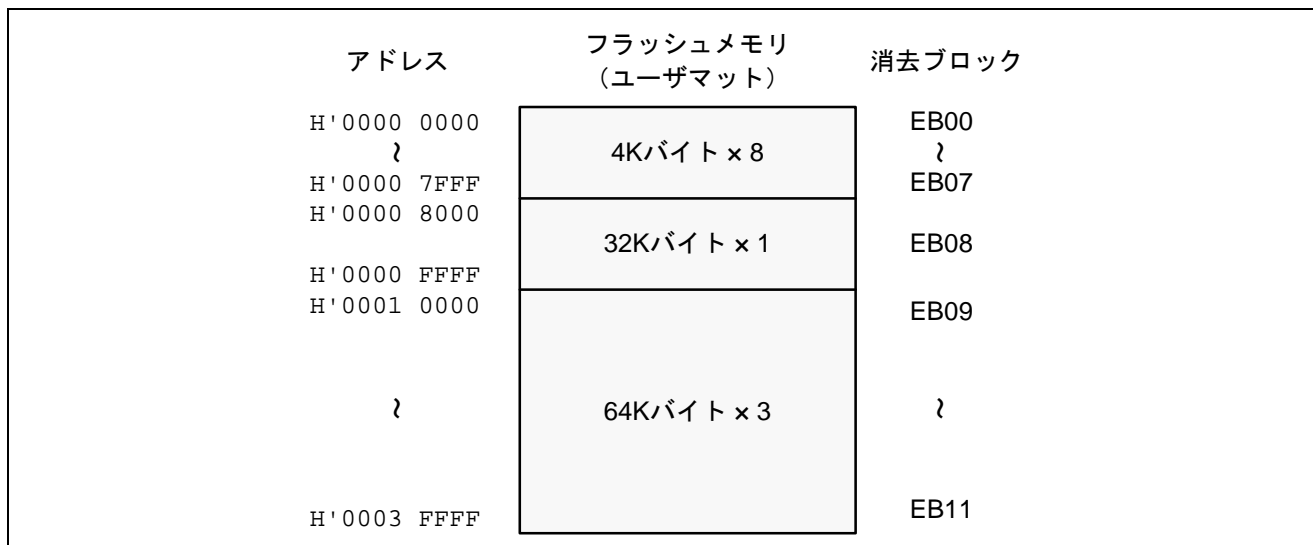 アドレス フラッシュメモリ 消去ブロック
(ユーザマット)
H'0000 0000 EB00
~ 4Kバイト × 8 ~
H'0000 7FFF EB07
H'0000 8000
32Kバイト × 1 EB08
H'0000 FFFF
H'0001 0000 EB09
~ 64Kバイト × 3 ~
H'0003 FFFF EB11